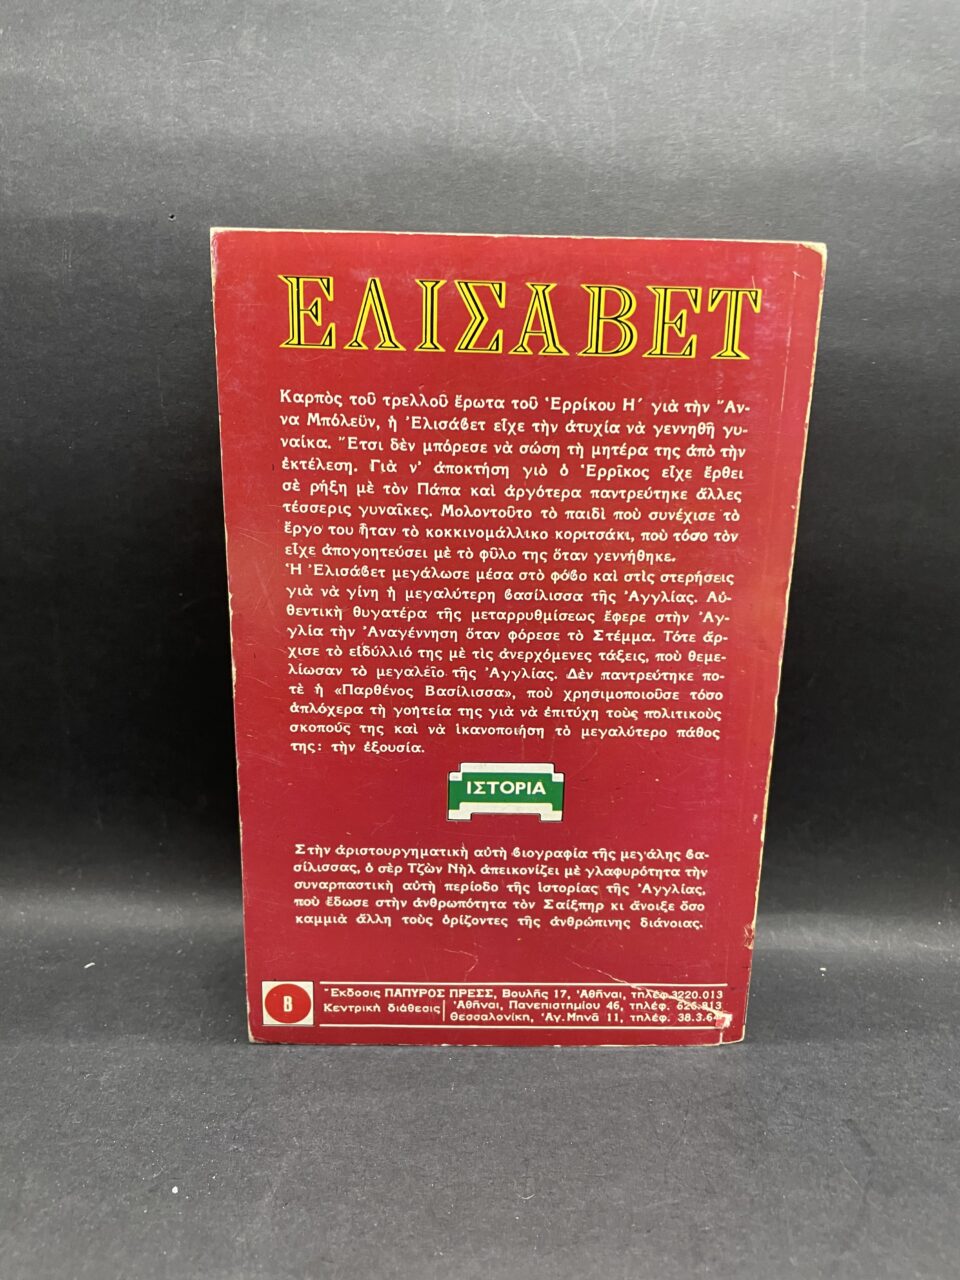 ΕΛΙΣΑΒΕΤ
Καρπὸς τοῦ τρελλοῦ ἔρωτα τοῦ Ἑρρίκου Η´ γιὰ τὴν Ἄν-
να Μπόλεϋν, ἡ Ἐλισάβετ εἶχε τὴν ἀτυχία νὰ γεννηθῆ γυ-
ναίκα. Ἔτσι δὲν μπόρεσε νὰ σώση τὴ μητέρα της ἀπὸ τὴν
ἐκτέλεση. Γιὰ ν' ἀποκτήση γιὸ ὁ Ἑρρῖκος εἶχε ἔρθει
σὲ ρήξη μὲ τὸν Πάπα καὶ ἀργότερα παντρεύτηκε ἄλλες
τέσσερις γυναῖκες. Μολοντοῦτο τὸ παιδὶ ποὺ συνέχισε τὸ
ἔργο του ἦταν τὸ κοκκινομάλλικο κοριτσάκι, ποὺ τόσο τὸν
εἶχε ἀπογοητεύσει μὲ τὸ φῦλο της ὅταν γεννήθηκε.
Ἡ Ἐλισάβετ μεγάλωσε μέσα στὸ φόβο καὶ στὶς στερήσεις
γιὰ νὰ γίνη ἡ μεγαλύτερη βασίλισσα τῆς Ἀγγλίας. Αὐ-
θεντικὴ θυγατέρα τῆς μεταρρυθμίσεως ἔφερε στὴν Ἀγ-
γλία τὴν Ἀναγέννηση ὅταν φόρεσε τὸ Στέμμα. Τότε ἄρ-
χισε τὸ εἰδύλλιό της μὲ τὶς ἀνερχόμενες τάξεις, ποὺ θεμε-
λίωσαν τὸ μεγαλεῖο τῆς Ἀγγλίας. Δὲν παντρεύτηκε πο-
τὲ ἡ «Παρθένος Βασίλισσα», ποὺ χρησιμοποιοῦσε τόσο
ἁπλόχερα τὴ γοητεία της γιὰ νὰ ἐπιτύχη τοὺς πολιτικοὺς
σκοπούς της καὶ νὰ ἱκανοποιήση τὸ μεγαλύτερο πάθος
της: τὴν ἐξουσία.
ΙΣΤΟΡΙΑ
Στὴν ἀριστουργηματικὴ αὐτὴ βιογραφία τῆς μεγάλης βα-
σίλισσας, ὁ σὲρ Τζὼν Νὴλ ἀπεικονίζει μὲ γλαφυρότητα τὴν
συναρπαστικὴ αὐτὴ περίοδο τῆς ἱστορίας τῆς Ἀγγλίας,
ποὺ ἔδωσε στὴν ἀνθρωπότητα τὸν Σαίξπηρ κι ἄνοιξε ὅσο
καμμιὰ ἄλλη τοὺς ὁρίζοντες τῆς ἀνθρώπινης διάνοιας.
Β
Ἔκδοσις ΠΑΠΥΡΟΣ ΠΡΕΣΣ, Βουλῆς 17, Ἀθῆναι, τηλέφ. 3220.013
Κεντρικὴ διάθεσις
Ἀθῆναι, Πανεπιστημίου 46, τηλέφ. 626.813
Θεσσαλονίκη, Ἁγ. Μηνᾶ 11, τηλέφ.